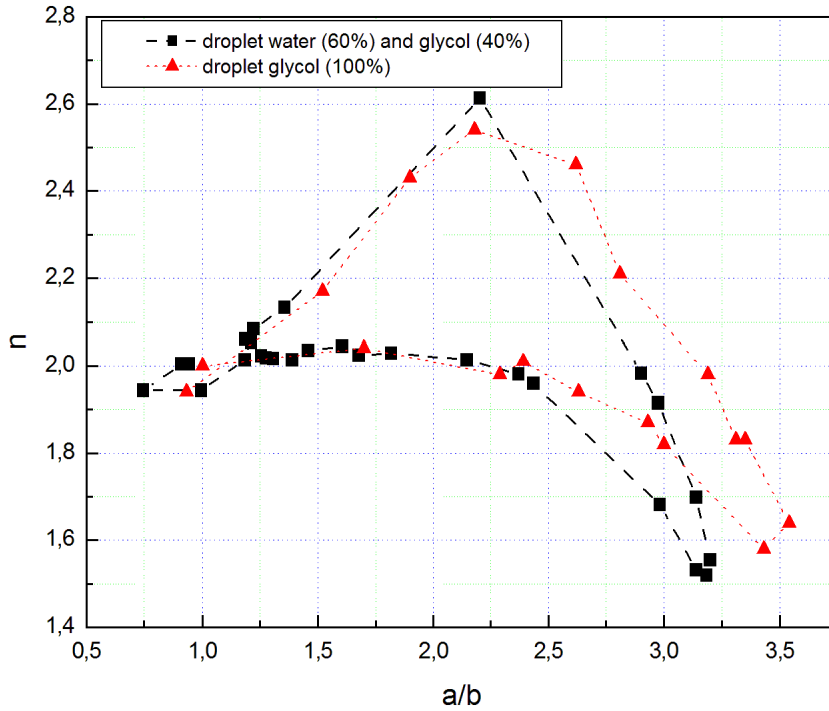 2,8
droplet water (60%) and glycol (40%)
droplet glycol (100%)
2,6
2,4
2,2
n
2,0
1,8
1,6
1,4
0,5 1,0 1,5 2,0 2,5 3,0 3,5
a/b